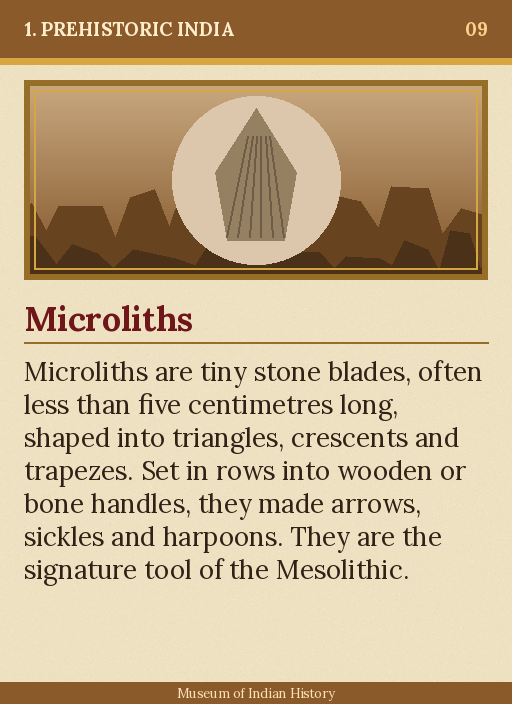 1. PREHISTORIC INDIA
09
Microliths
Microliths are tiny stone blades, often
less than five centimetres long,
shaped into triangles, crescents and
trapezes. Set in rows into wooden or
bone handles, they made arrows,
sickles and harpoons. They are the
signature tool of the Mesolithic.
Museum of Indian History